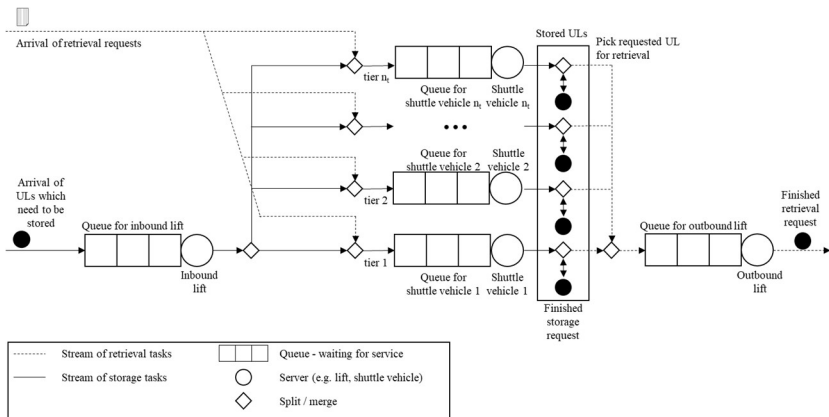 Arrival of retrieval requests
Stored ULs
Pick requested UL
for retrieval
tier nt
Queue for
shuttle vehicle nt
Shuttle
vehicle nt
Queue for
shuttle vehicle 2
Shuttle
vehicle 2
tier 2
Arrival of
ULs which
need to be
stored
Queue for inbound lift
Inbound
lift
tier 1
Queue for
shuttle vehicle 1
Shuttle
vehicle 1
Queue for outbound lift
Outbound
lift
Finished
retrieval
request
Finished
storage
request
Stream of retrieval tasks
Queue - waiting for service
Stream of storage tasks
Server (e.g. lift, shuttle vehicle)
Split / merge